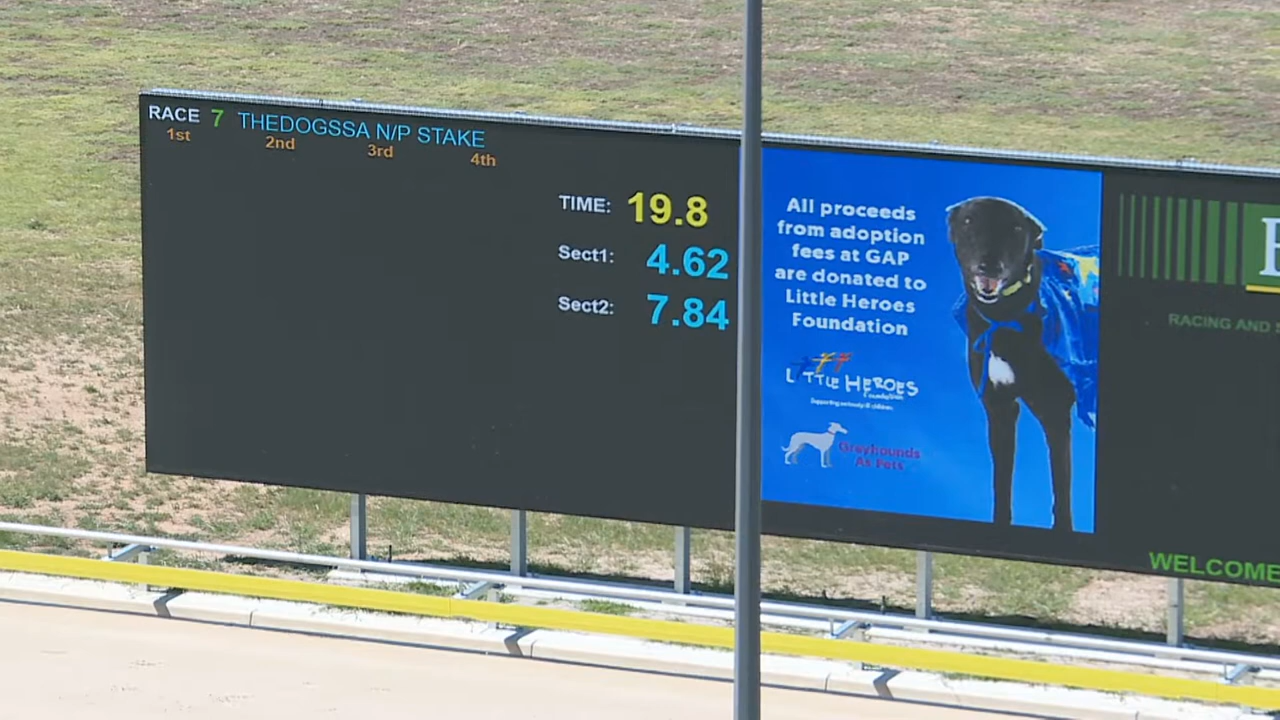 RACE 7 THEDOGSSA N/P STAKE
1st 2nd 3rd 4th
TIME: 19.8
Sect1: 4.62
Sect2: 7.84
All proceeds
from adoption
fees at GAP
are donated to
Little Heroes
Foundation
LITTLE HEROES
Foundation
Greyhounds
As Pets
RACING AND
WELCOME